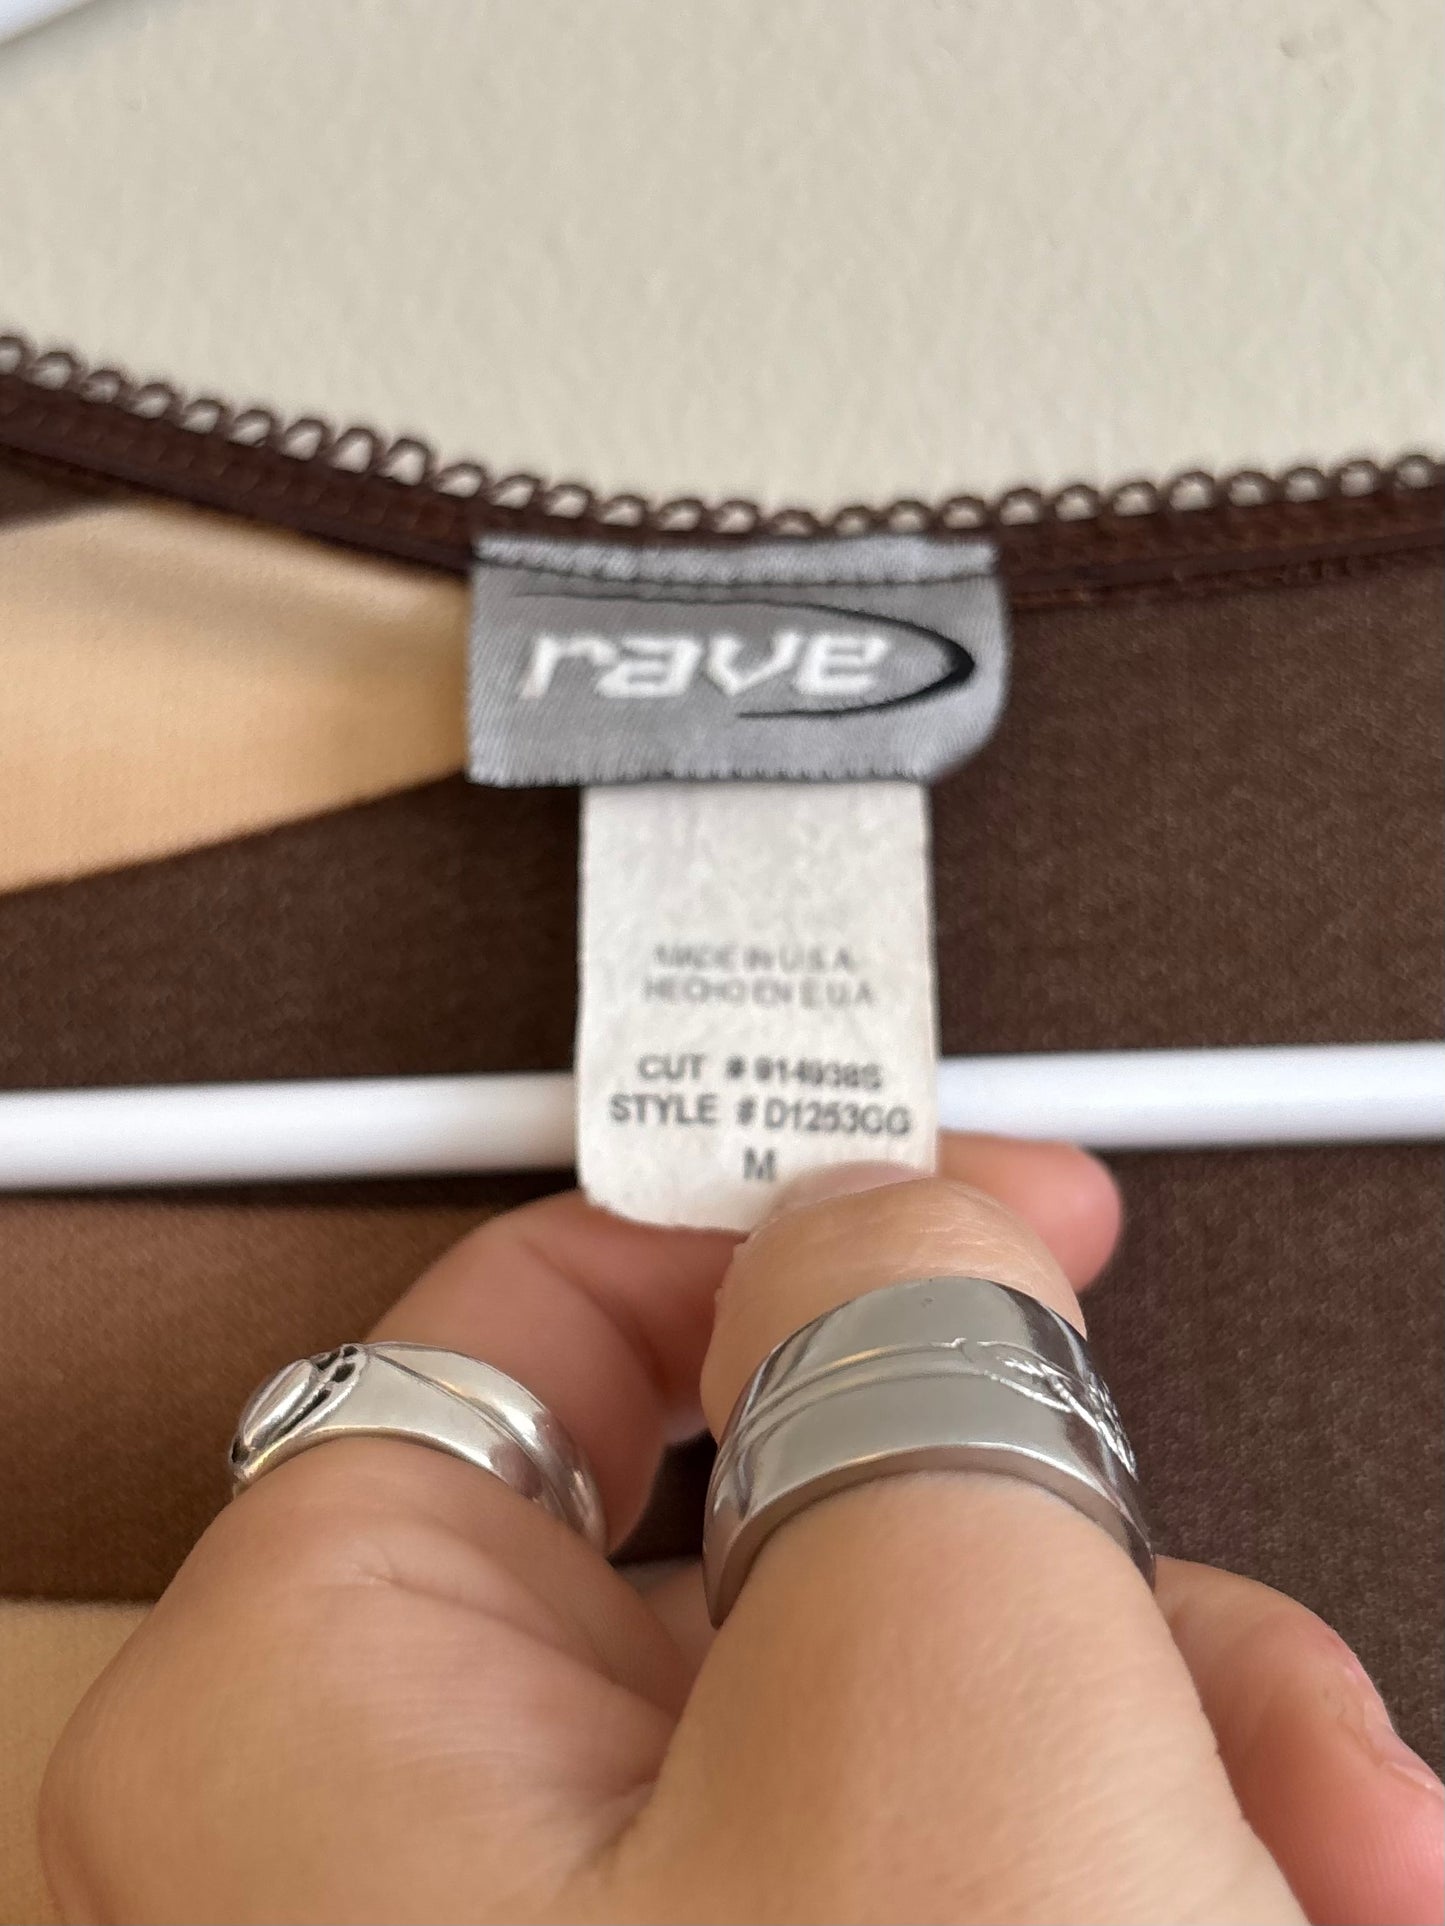 rave
MADE IN U.S.A.
HECHO EN E.U.A
CUT # 914938S
STYLE # D1253GG
M